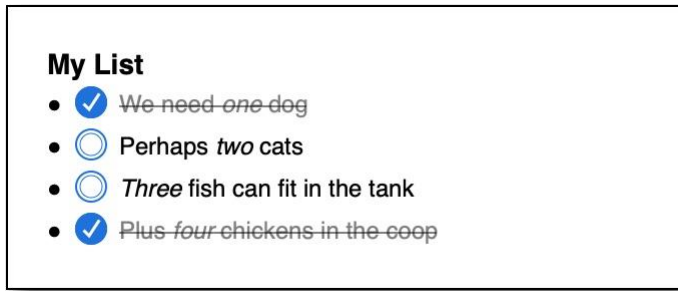 My List
We need one dog
Perhaps two cats
Three fish can fit in the tank
Plus four chickens in the coop